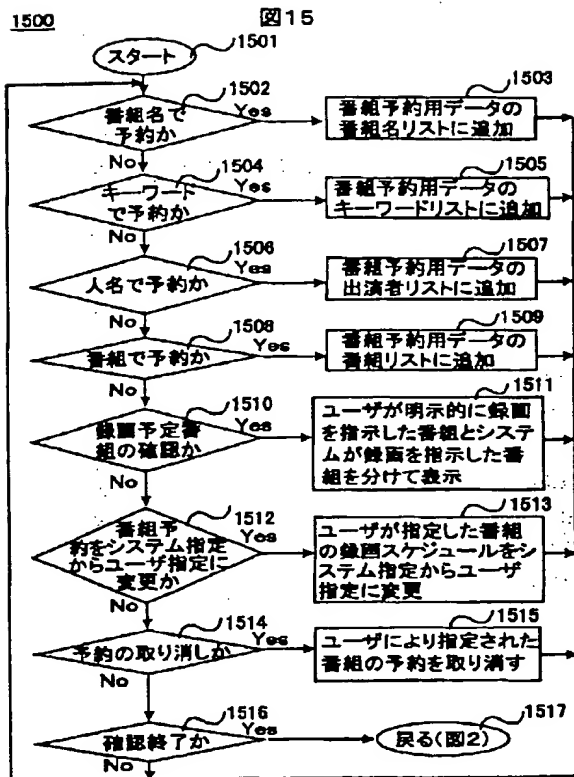 1500
図15
1501
スタート
1502
番組名で
予約か
Yes
1503
番組予約用データの
番組名リストに追加
No
1504
キーワード
で予約か
Yes
1505
番組予約用データの
キーワードリストに追加
No
1506
人名で予約か
Yes
1507
番組予約用データの
出演者リストに追加
No
1508
番組で予約か
Yes
1509
番組予約用データの
番組リストに追加
No
1510
録画予定番
組の確認か
Yes
1511
ユーザが明示的に録画
を指示した番組とシステ
ムが録画を指示した番
組を分けて表示
No
1512
番組予
約をシステム指定
からユーザ指定に
変更か
Yes
1513
ユーザが指定した番組
の録画スケジュールをシ
ステム指定からユーザ
指定に変更
No
1514
予約の取り消しか
Yes
1515
ユーザにより指定された
番組の予約を取り消す
No
1516
確認終了か
Yes
1517
戻る(図2)
No